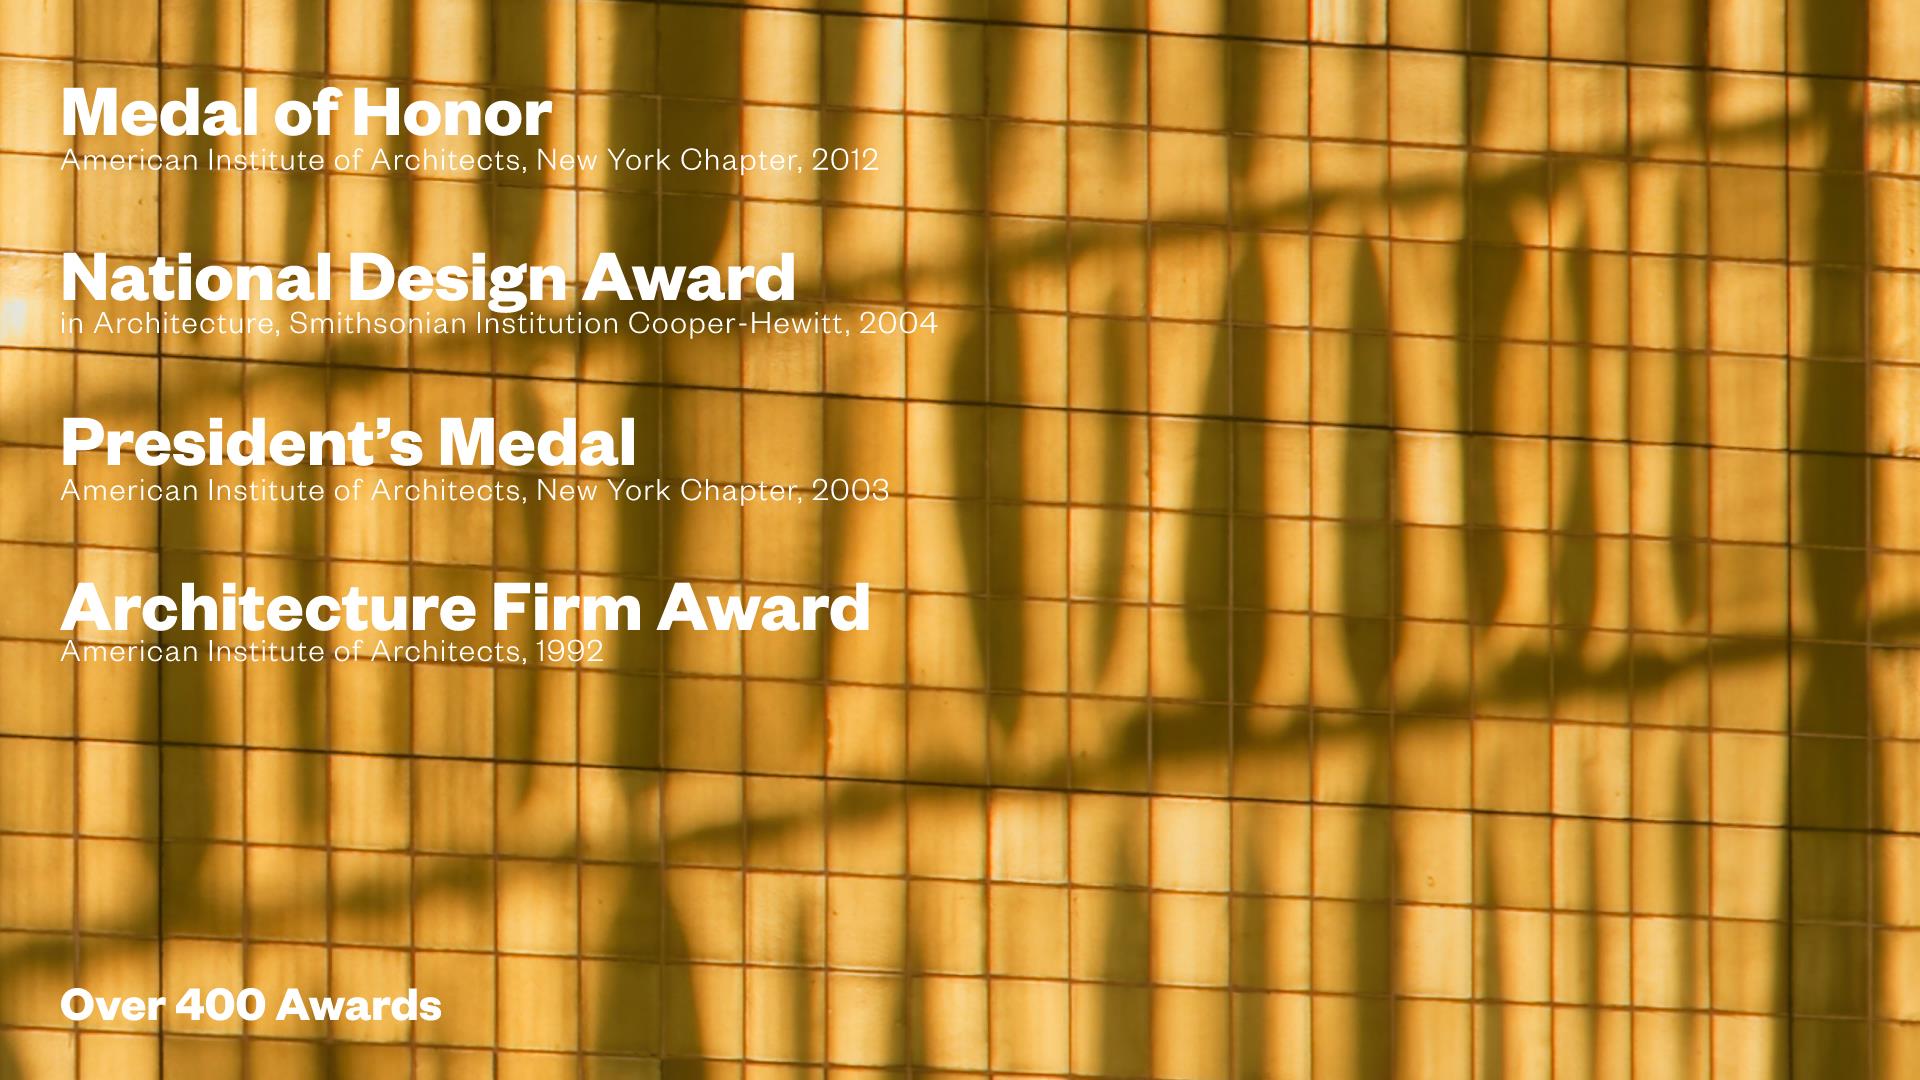 Medal of Honor
American Institute of Architects, New York Chapter, 2012
National Design Award
in Architecture, Smithsonian Institution Cooper-Hewitt, 2004
President’s Medal
American Institute of Architects, New York Chapter, 2003
Architecture Firm Award
American Institute of Architects, 1992
Over 400 Awards